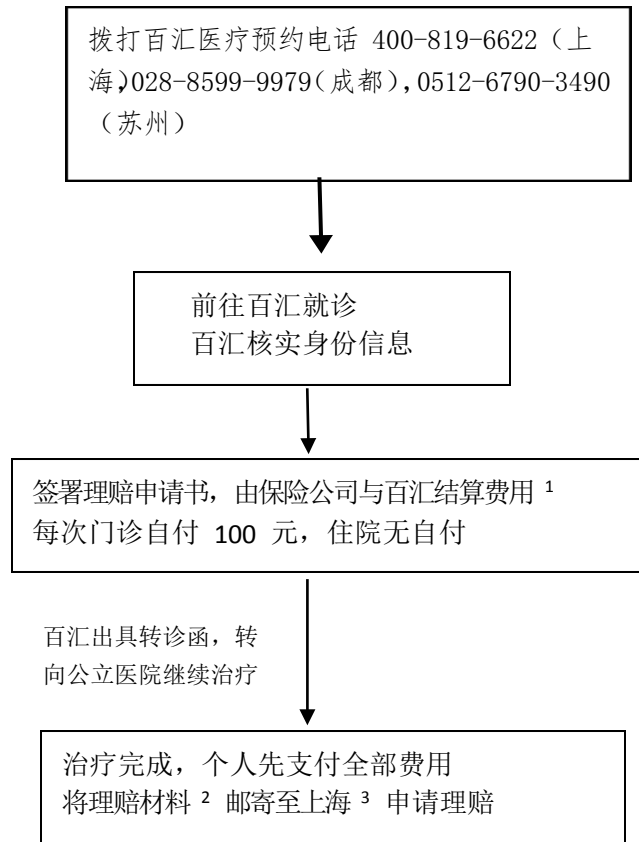 拨打百汇医疗预约电话 400-819-6622（上
海）,028-8599-9979（成都）,0512-6790-3490
（苏州）
前往百汇就诊
百汇核实身份信息
签署理赔申请书，由保险公司与百汇结算费用 1
每次门诊自付 100 元，住院无自付
百汇出具转诊函，转
向公立医院继续治疗
治疗完成，个人先支付全部费用
将理赔材料 2 邮寄至上海 3 申请理赔